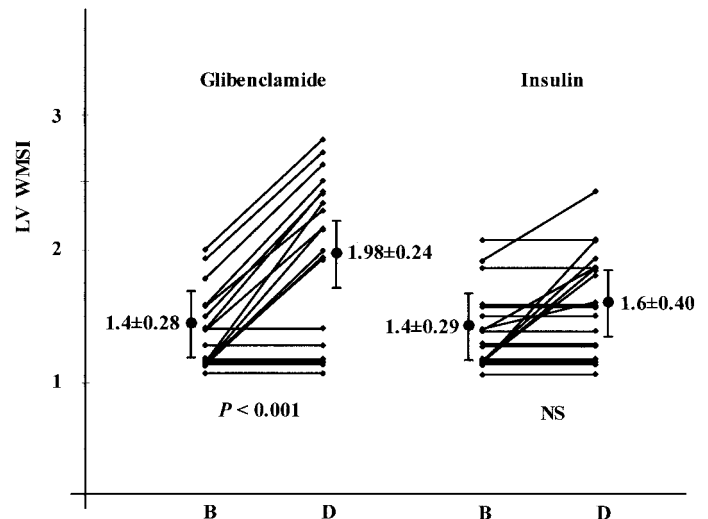 Glibenclamide Insulin
3
LV WMSI
2
1.98±0.24
1.4±0.28
1.4±0.29
1.6±0.40
1
P < 0.001 NS
B D B D